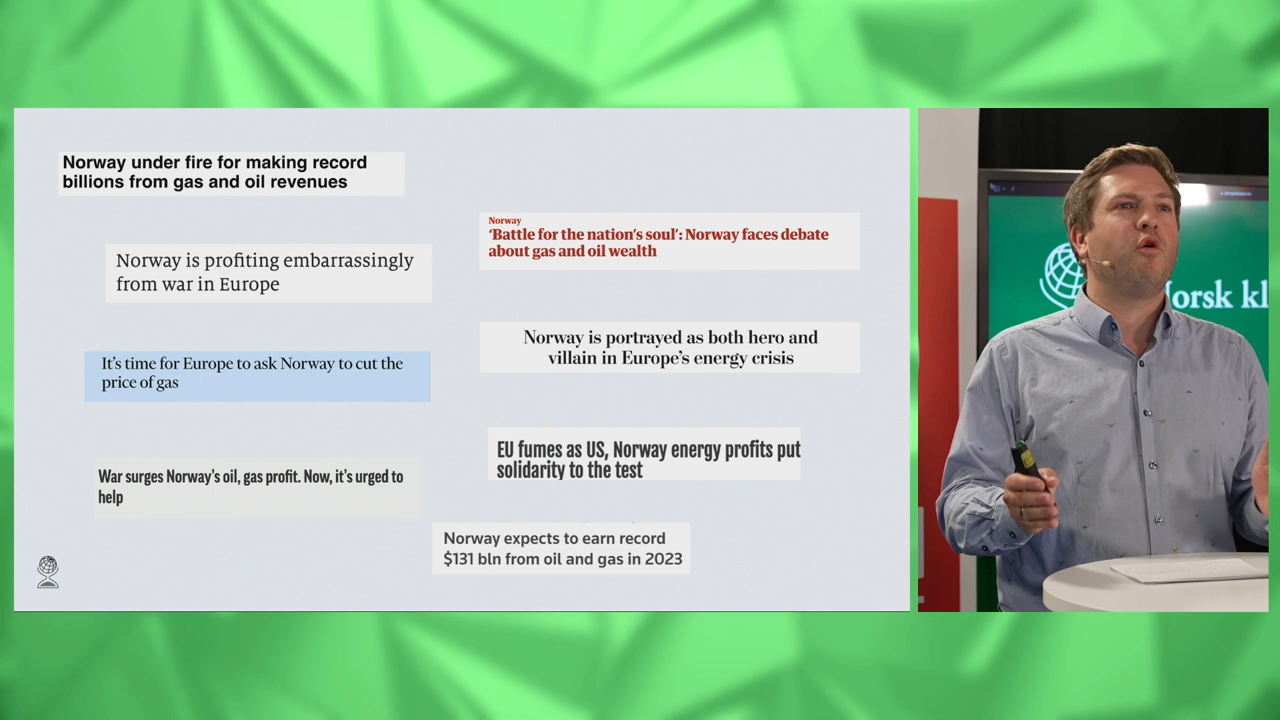 Norway under fire for making record
billions from gas and oil revenues
Norway is profiting embarrassingly
from war in Europe
It's time for Europe to ask Norway to cut the
price of gas
War surges Norway's oil, gas profit. Now, it's urged to
help
Norway
‘Battle for the nation’s soul’: Norway faces debate
about gas and oil wealth
Norway is portrayed as both hero and
villain in Europe’s energy crisis
EU fumes as US, Norway energy profits put
solidarity to the test
Norway expects to earn record
$131 bln from oil and gas in 2023
orsk kl